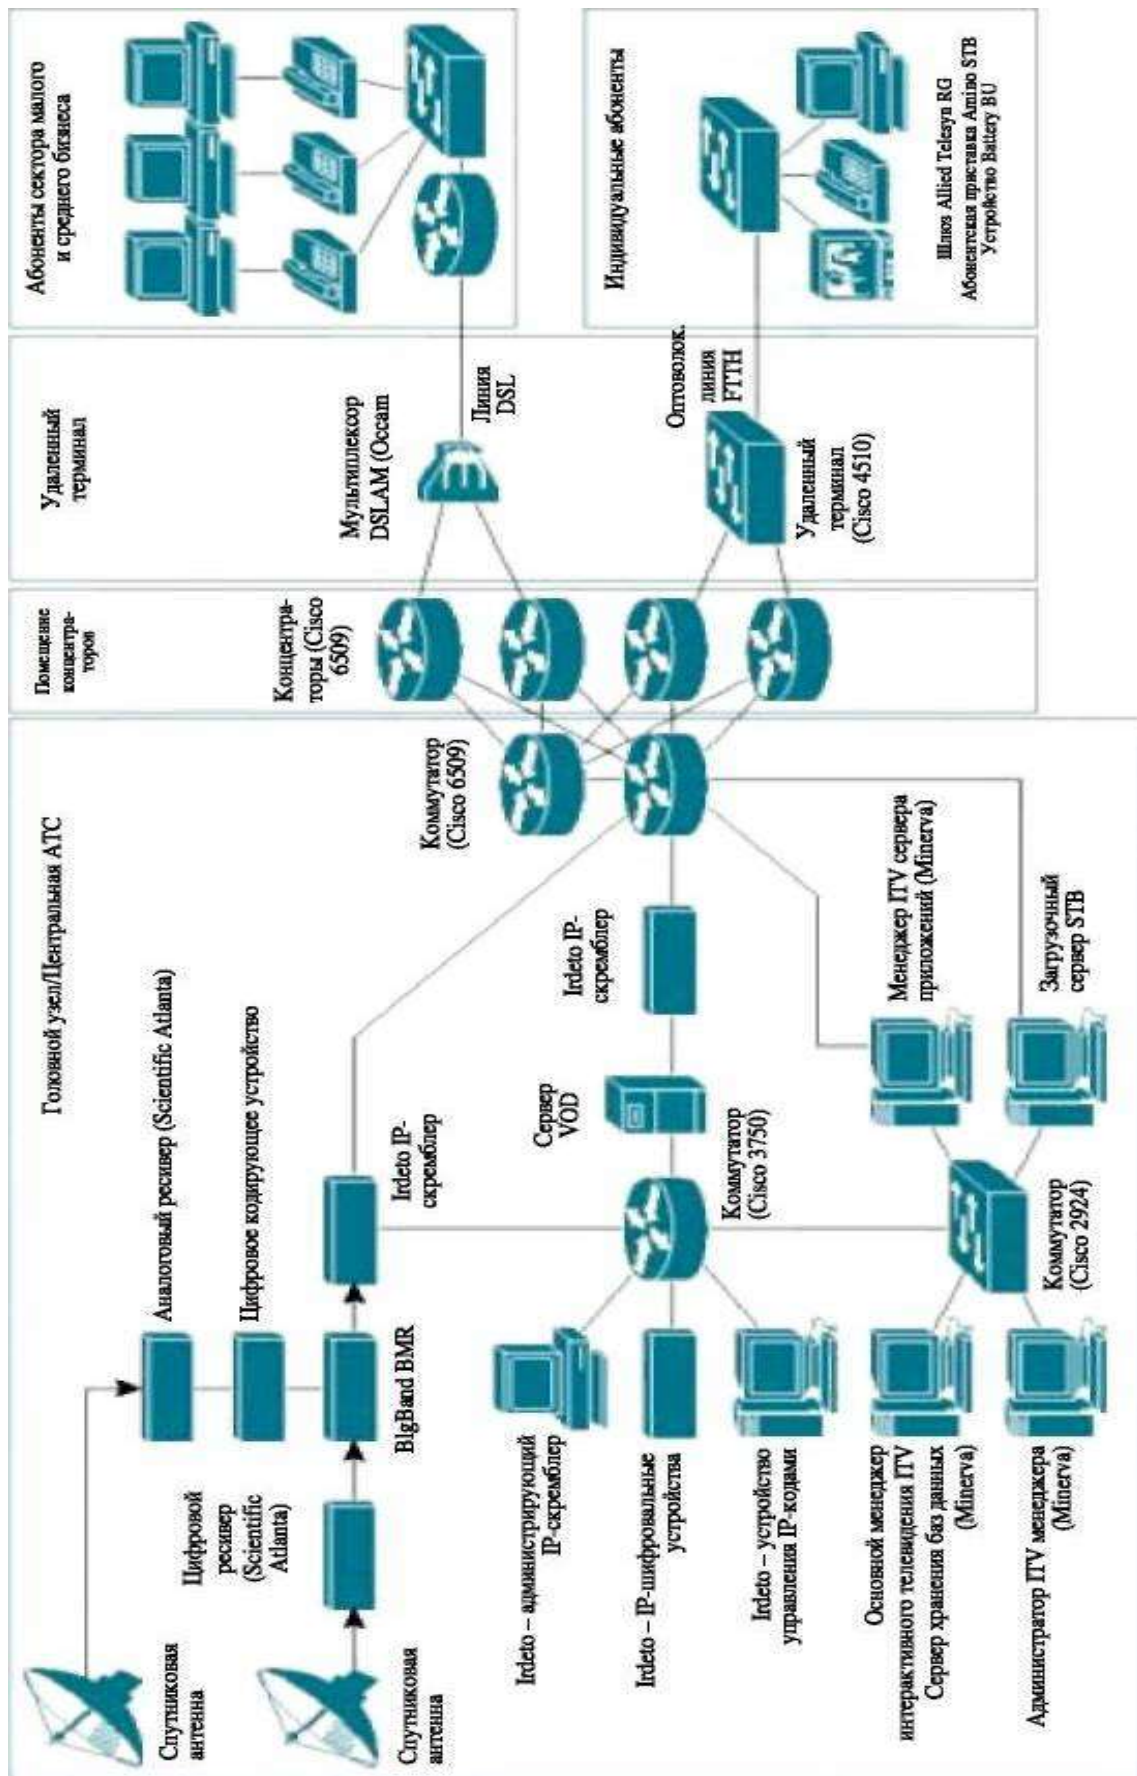 Головной узел/Центральная АТС
Помещение
концентра-
торов
Удаленный
терминал
Абоненты сектора малого
и среднего бизнеса
Спутниковая
антенна
Аналоговый ресивер (Scientific Atlanta)
Цифровое кодирующее устройство
Цифровой
ресивер
(Scientific
Atlanta)
Спутниковая
антенна
BigBand BMR
Irdeto IP-
скремблер
Коммутатор
(Cisco 6509)
Концентра-
торы (Cisco
6509)
Мультиплексор
DSLAM (Occam
Линия
DSL
Irdeto – администрирующий
IP-скремблер
Irdeto – IP-шифровальные
устройства
Irdeto – устройство
управления IP-кодами
Сервер
VOD
Irdeto IP-
скремблер
Коммутатор
(Cisco 3750)
Оптоволок.
линия
FTTH
Удаленный
терминал
(Cisco 4510)
Индивидуальные абоненты
Шлюз Allied Telesyn RG
Абонентская приставка Amino STB
Устройство Battery BU
Основной менеджер
интерактивного телевидения ITV
Сервер хранения баз данных
(Minerva)
Администратор ITV менеджера
(Minerva)
Коммутатор
(Cisco 2924)
Менеджер ITV сервера
приложений (Minerva)
Загрузочный
сервер STB